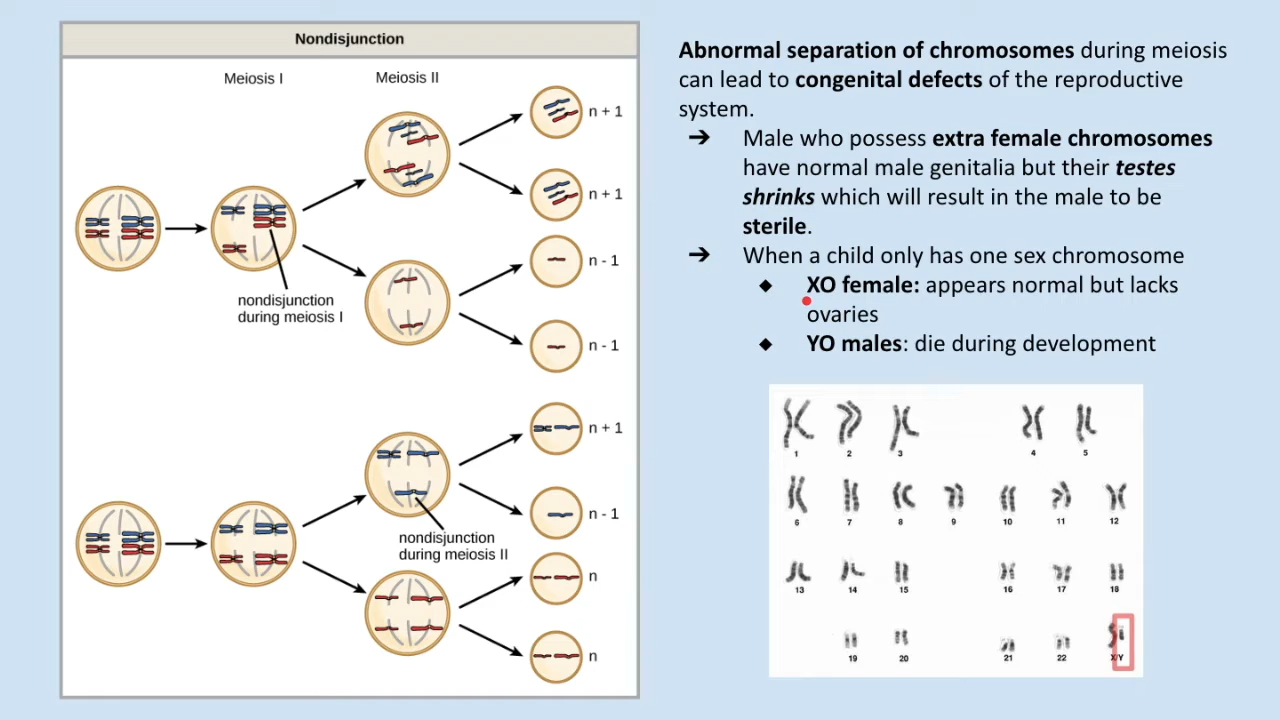 Nondisjunction
Meiosis I
Meiosis II
n + 1
n + 1
n - 1
n - 1
nondisjunction
during meiosis I
n + 1
n - 1
n
n
nondisjunction
during meiosis II
Abnormal separation of chromosomes during meiosis
can lead to congenital defects of the reproductive
system.
➔ Male who possess extra female chromosomes
have normal male genitalia but their testes
shrinks which will result in the male to be
sterile.
➔ When a child only has one sex chromosome
◆ XO female: appears normal but lacks
ovaries
◆ YO males: die during development
1 2 3 4 5
6 7 8 9 10 11 12
13 14 15 16 17 18
19 20 21 22 X/Y